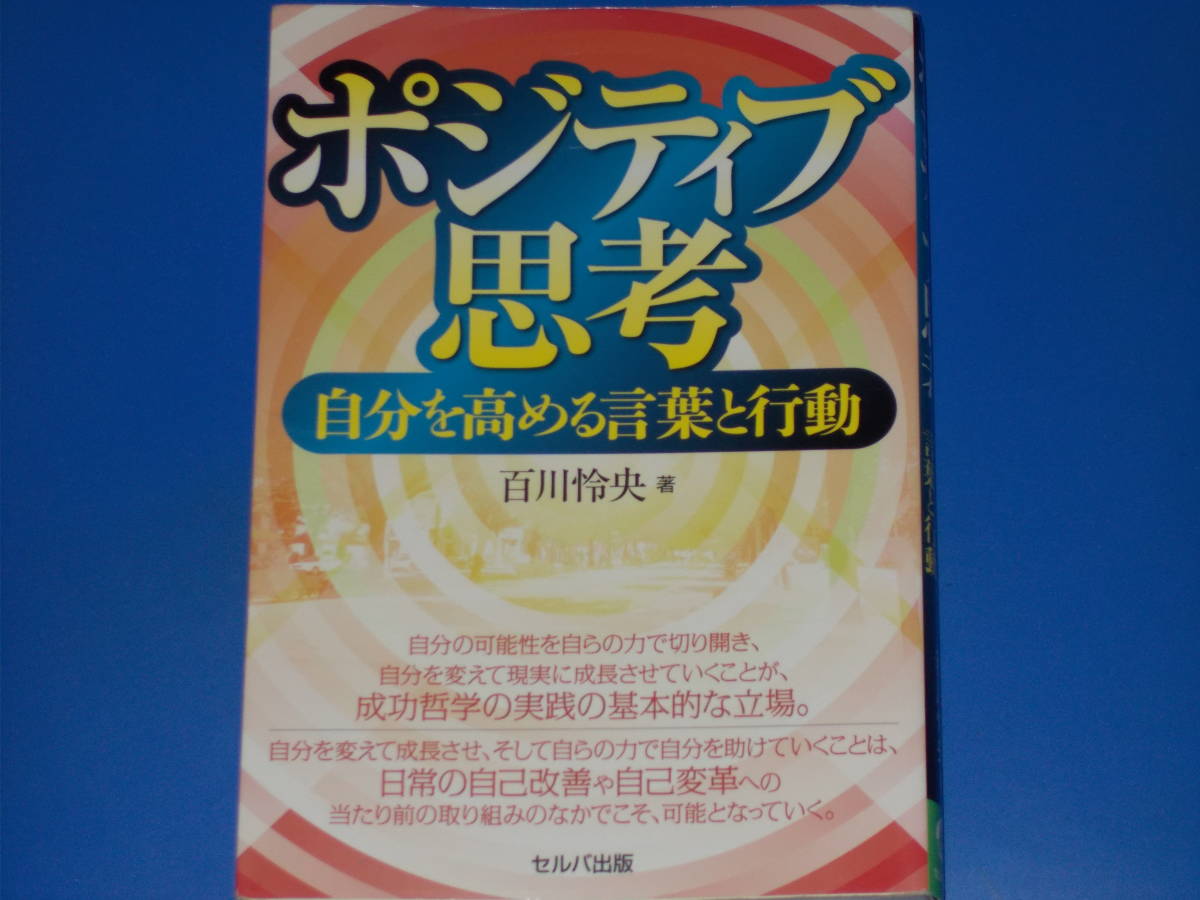 ポジティブ
思考
自分を高める言葉と行動
百川怜央 著
自分の可能性を自らの力で切り開き、
自分を変えて現実に成長させていくことが、
成功哲学の実践の基本的な立場。
自分を変えて成長させ、そして自らの力で自分を助けていくことは、
日常の自己改善や自己変革への
当たり前の取り組みのなかでこそ、可能となっていく。
セルバ出版
言葉と行動